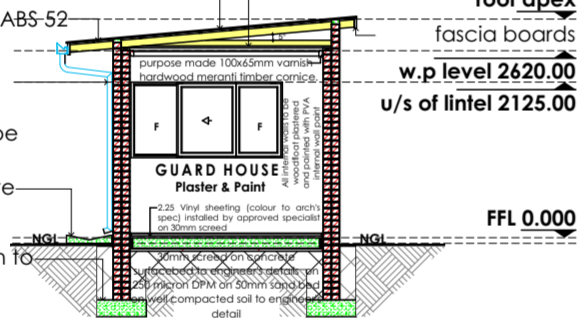 roof apex
ABS 52
5°
fascia boards
purpose made 100x65mm varnish
hardwood meranti timber cornice.
w.p level 2620.00
u/s of lintel 2125.00
F
F
All internal walls to be
woodfloat plastered
and painted with PVA
internal wall paint
GUARD HOUSE
Plaster & Paint
2.25 Vinyl sheeting (colour to arch's
spec) installed by approved specialist
on 30mm screed
FFL 0.000
NGL
NGL
to
30mm screed on concrete
surfacebed to engineer's details on
250 micron DPM on 50mm sand bed
on well compacted soil to engineers
detail